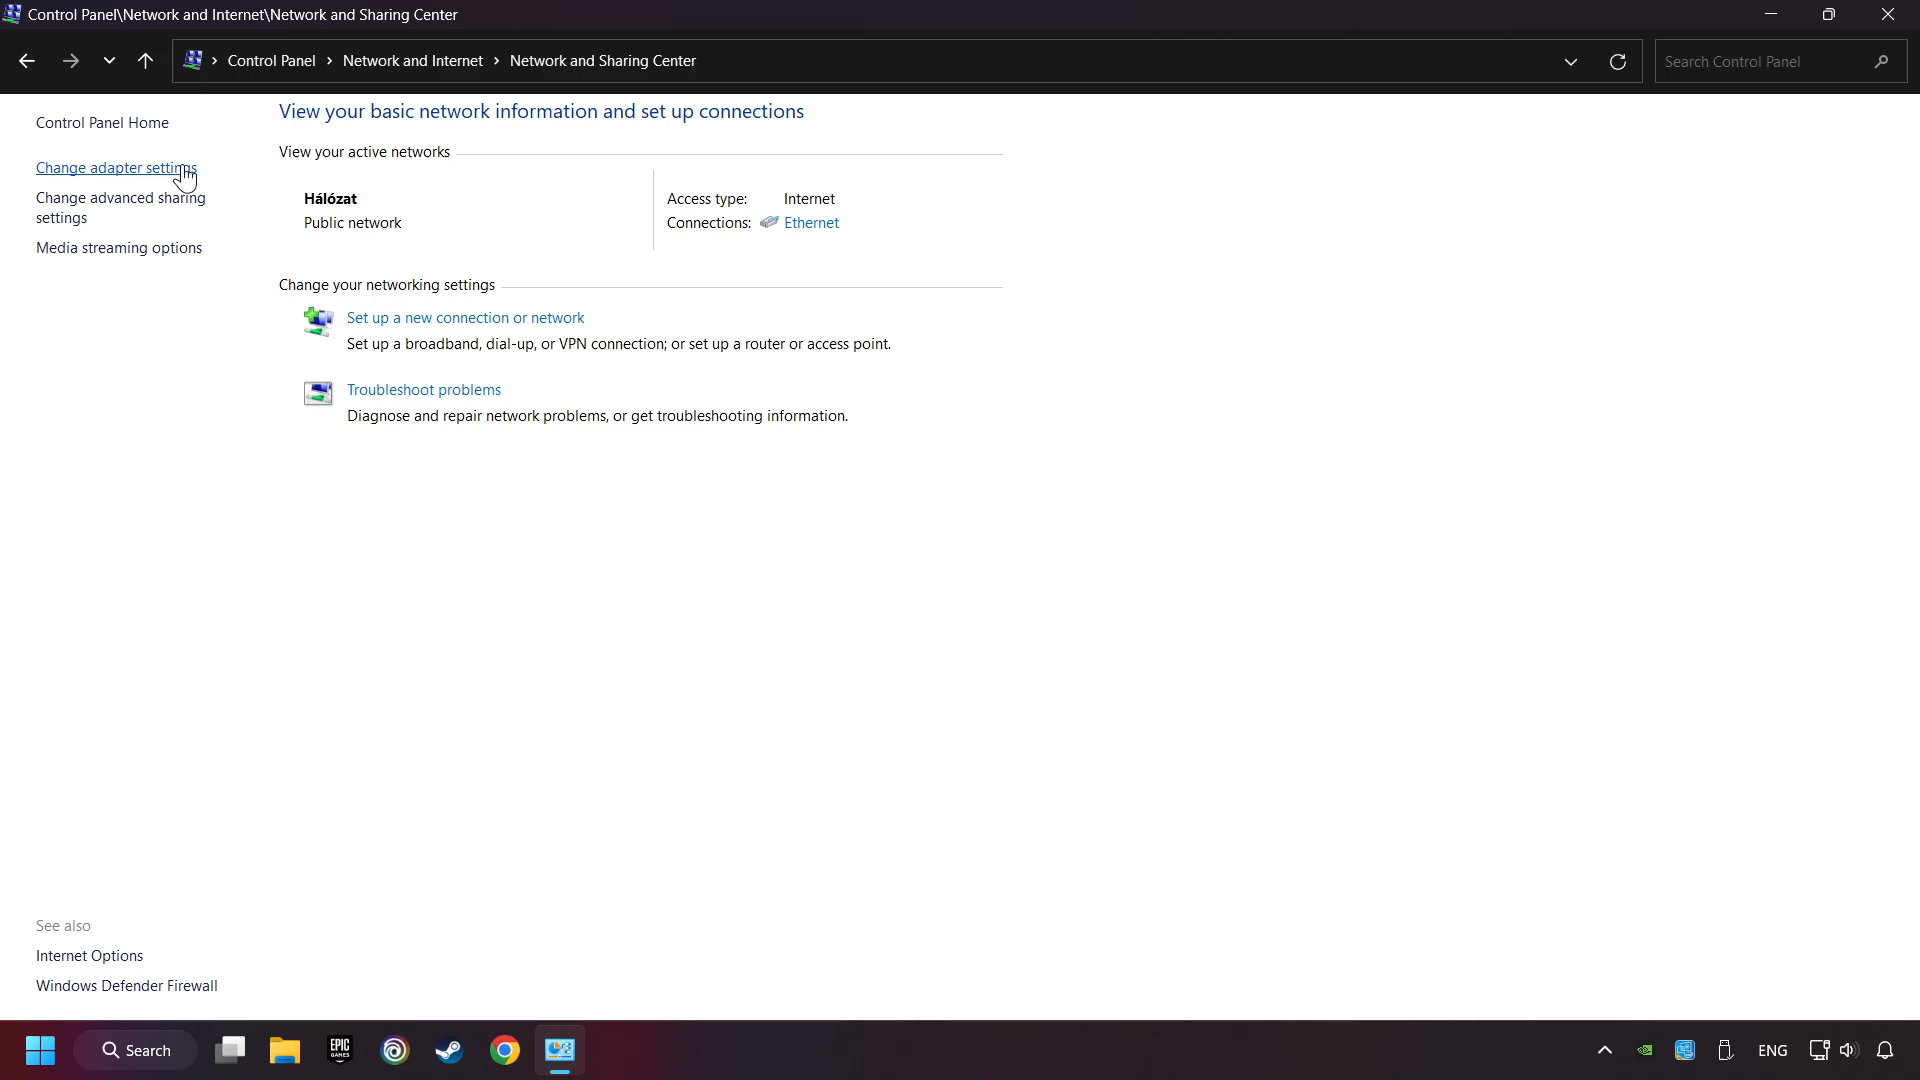 Control Panel\Network and Internet\Network and Sharing Center
Control Panel › Network and Internet › Network and Sharing Center
Search Control Panel
Control Panel Home
Change adapter settings
Change advanced sharing
settings
Media streaming options
View your basic network information and set up connections
View your active networks
Hálózat
Public network
Access type: Internet
Connections: Ethernet
Change your networking settings
Set up a new connection or network
Set up a broadband, dial-up, or VPN connection; or set up a router or access point.
Troubleshoot problems
Diagnose and repair network problems, or get troubleshooting information.
See also
Internet Options
Windows Defender Firewall
Search
EPIC
GAMES
ENG